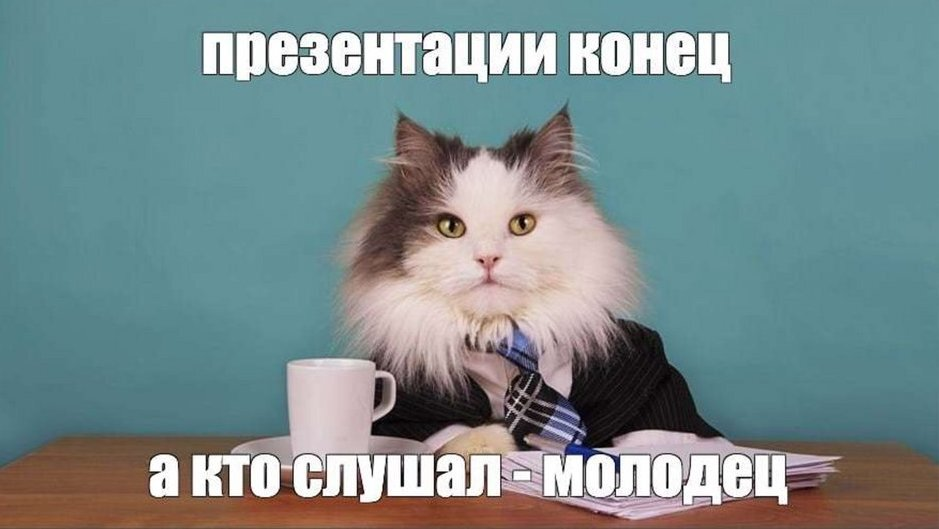 презентации конец
а кто слушал - молодец